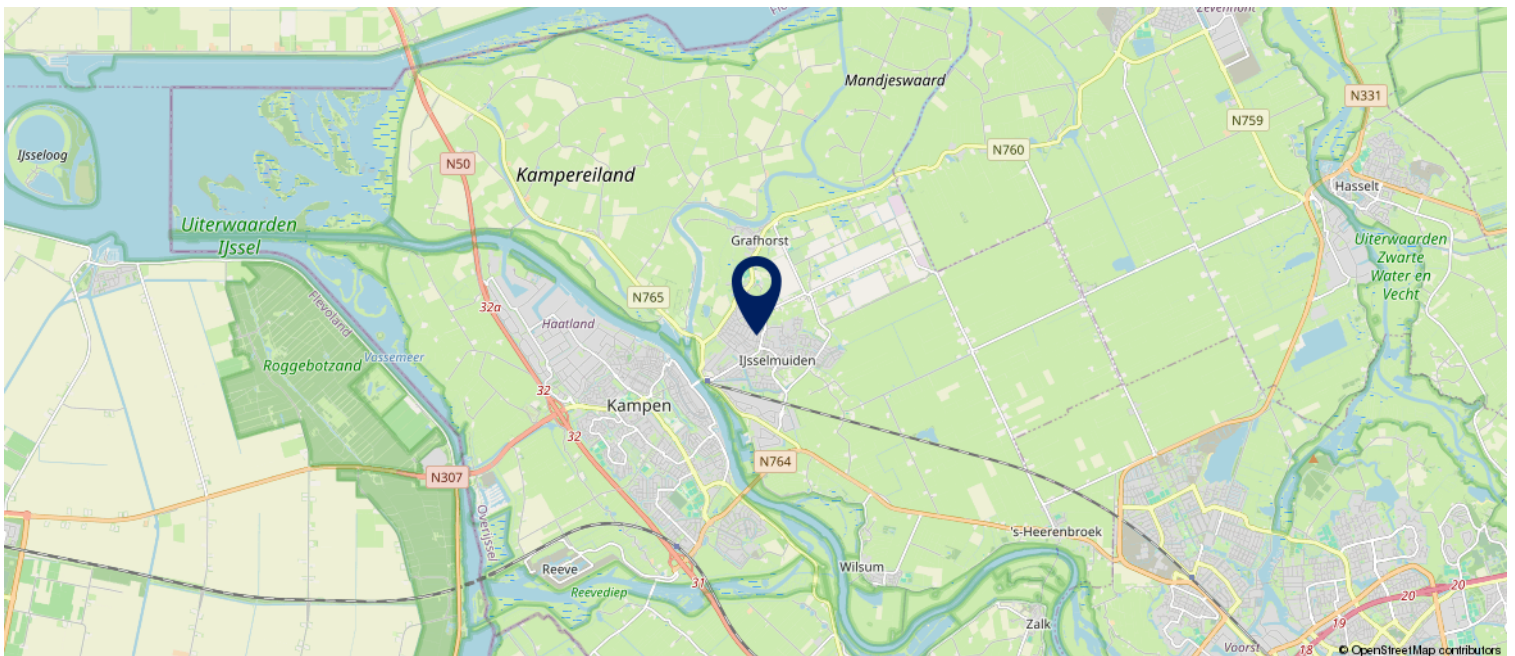 Zevenhont
Mandjeswaard
N331
N759
IJsseloog
N50
N760
Kampereiland
Hasselt
Uiterwaarden
IJssel
Grafhorst
Uiterwaarden
Zwarte
Water en
Vecht
N765
32a
Flevoland
Haatland
Vossemeer
Roggebotzand
IJsselmuiden
32
Kampen
32
N764
N307
Overijssel
's-Heerenbroek
Reeve
Wilsum
31
Reevediep
20
20
Zalk
19
18
Voorst
© OpenStreetMap contributors